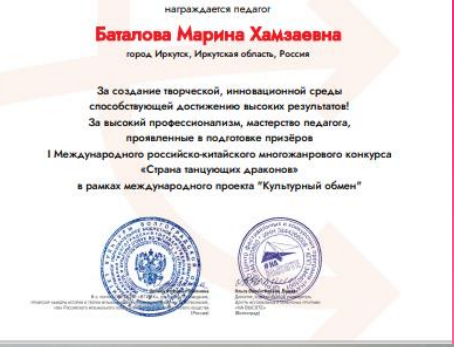 награждается педагог
Баталова Марина Хамзаевна
город Иркутск, Иркутская область, Россия
За создание творческой, инновационной среды
способствующей достижению высоких результатов!
За высокий профессионализм, мастерство педагога,
проявленные в подготовке призёров
I Международного российско-китайского многожанрового конкурса
«Страна танцующих драконов»
в рамках международного проекта "Культурный обмен"